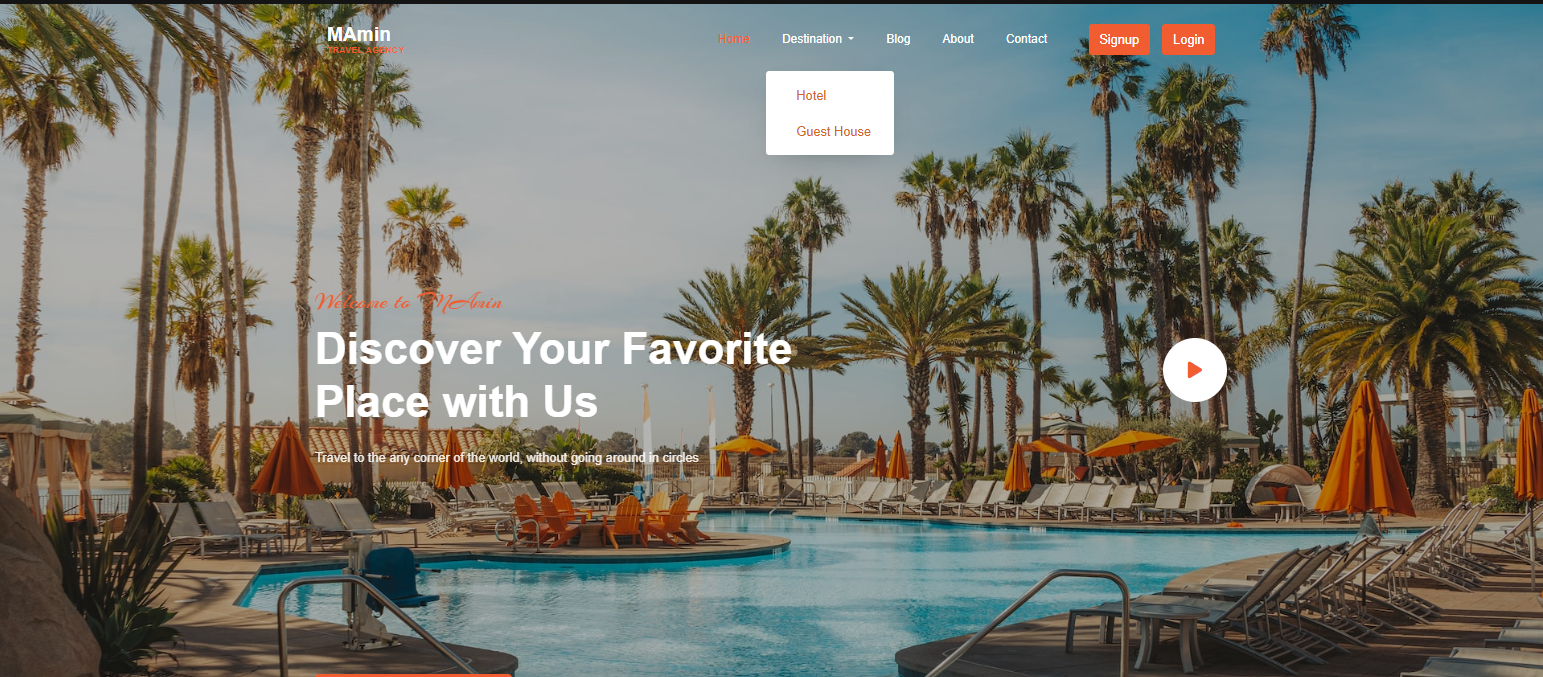 MAmin
TRAVEL AGENCY
Home
Destination
Blog
About
Contact
Signup
Login
Hotel
Guest House
Welcome to MAmin
Discover Your Favorite
Place with Us
Travel to the any corner of the world, without going around in circles